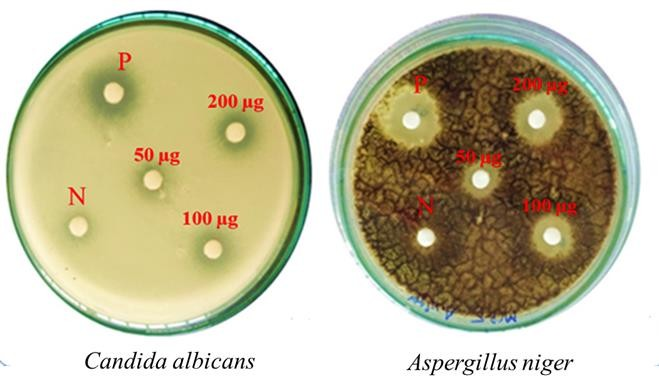 P
200 µg
50 µg
N
100 µg
P
200 µg
50 µg
N
100 µg
Candida albicans
Aspergillus niger